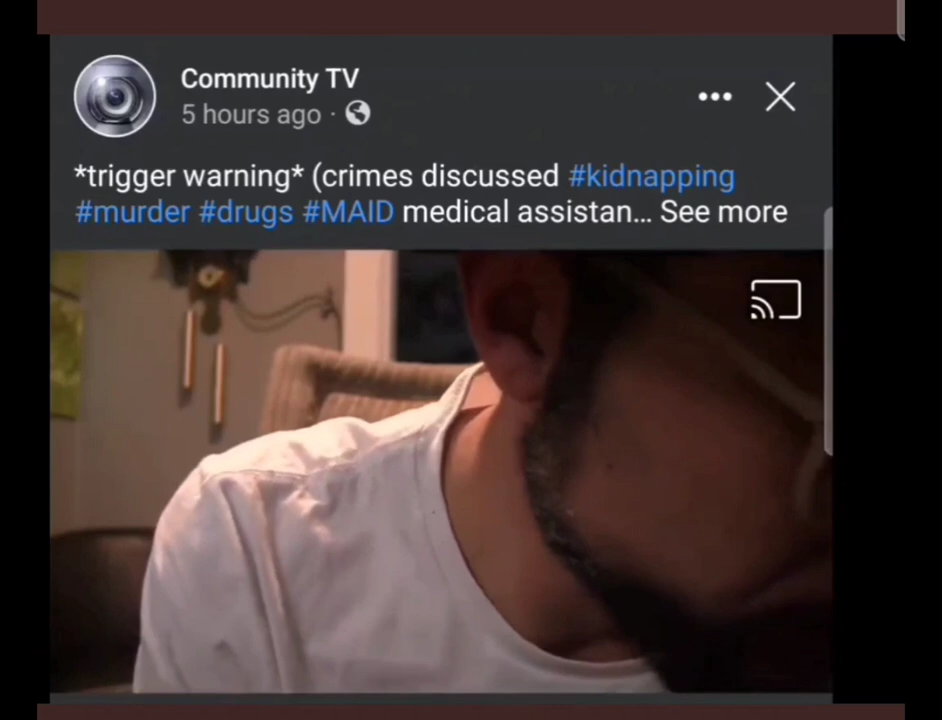 Community TV
5 hours ago ·
*trigger warning* (crimes discussed #kidnapping
#murder #drugs #MAID medical assistan... See more